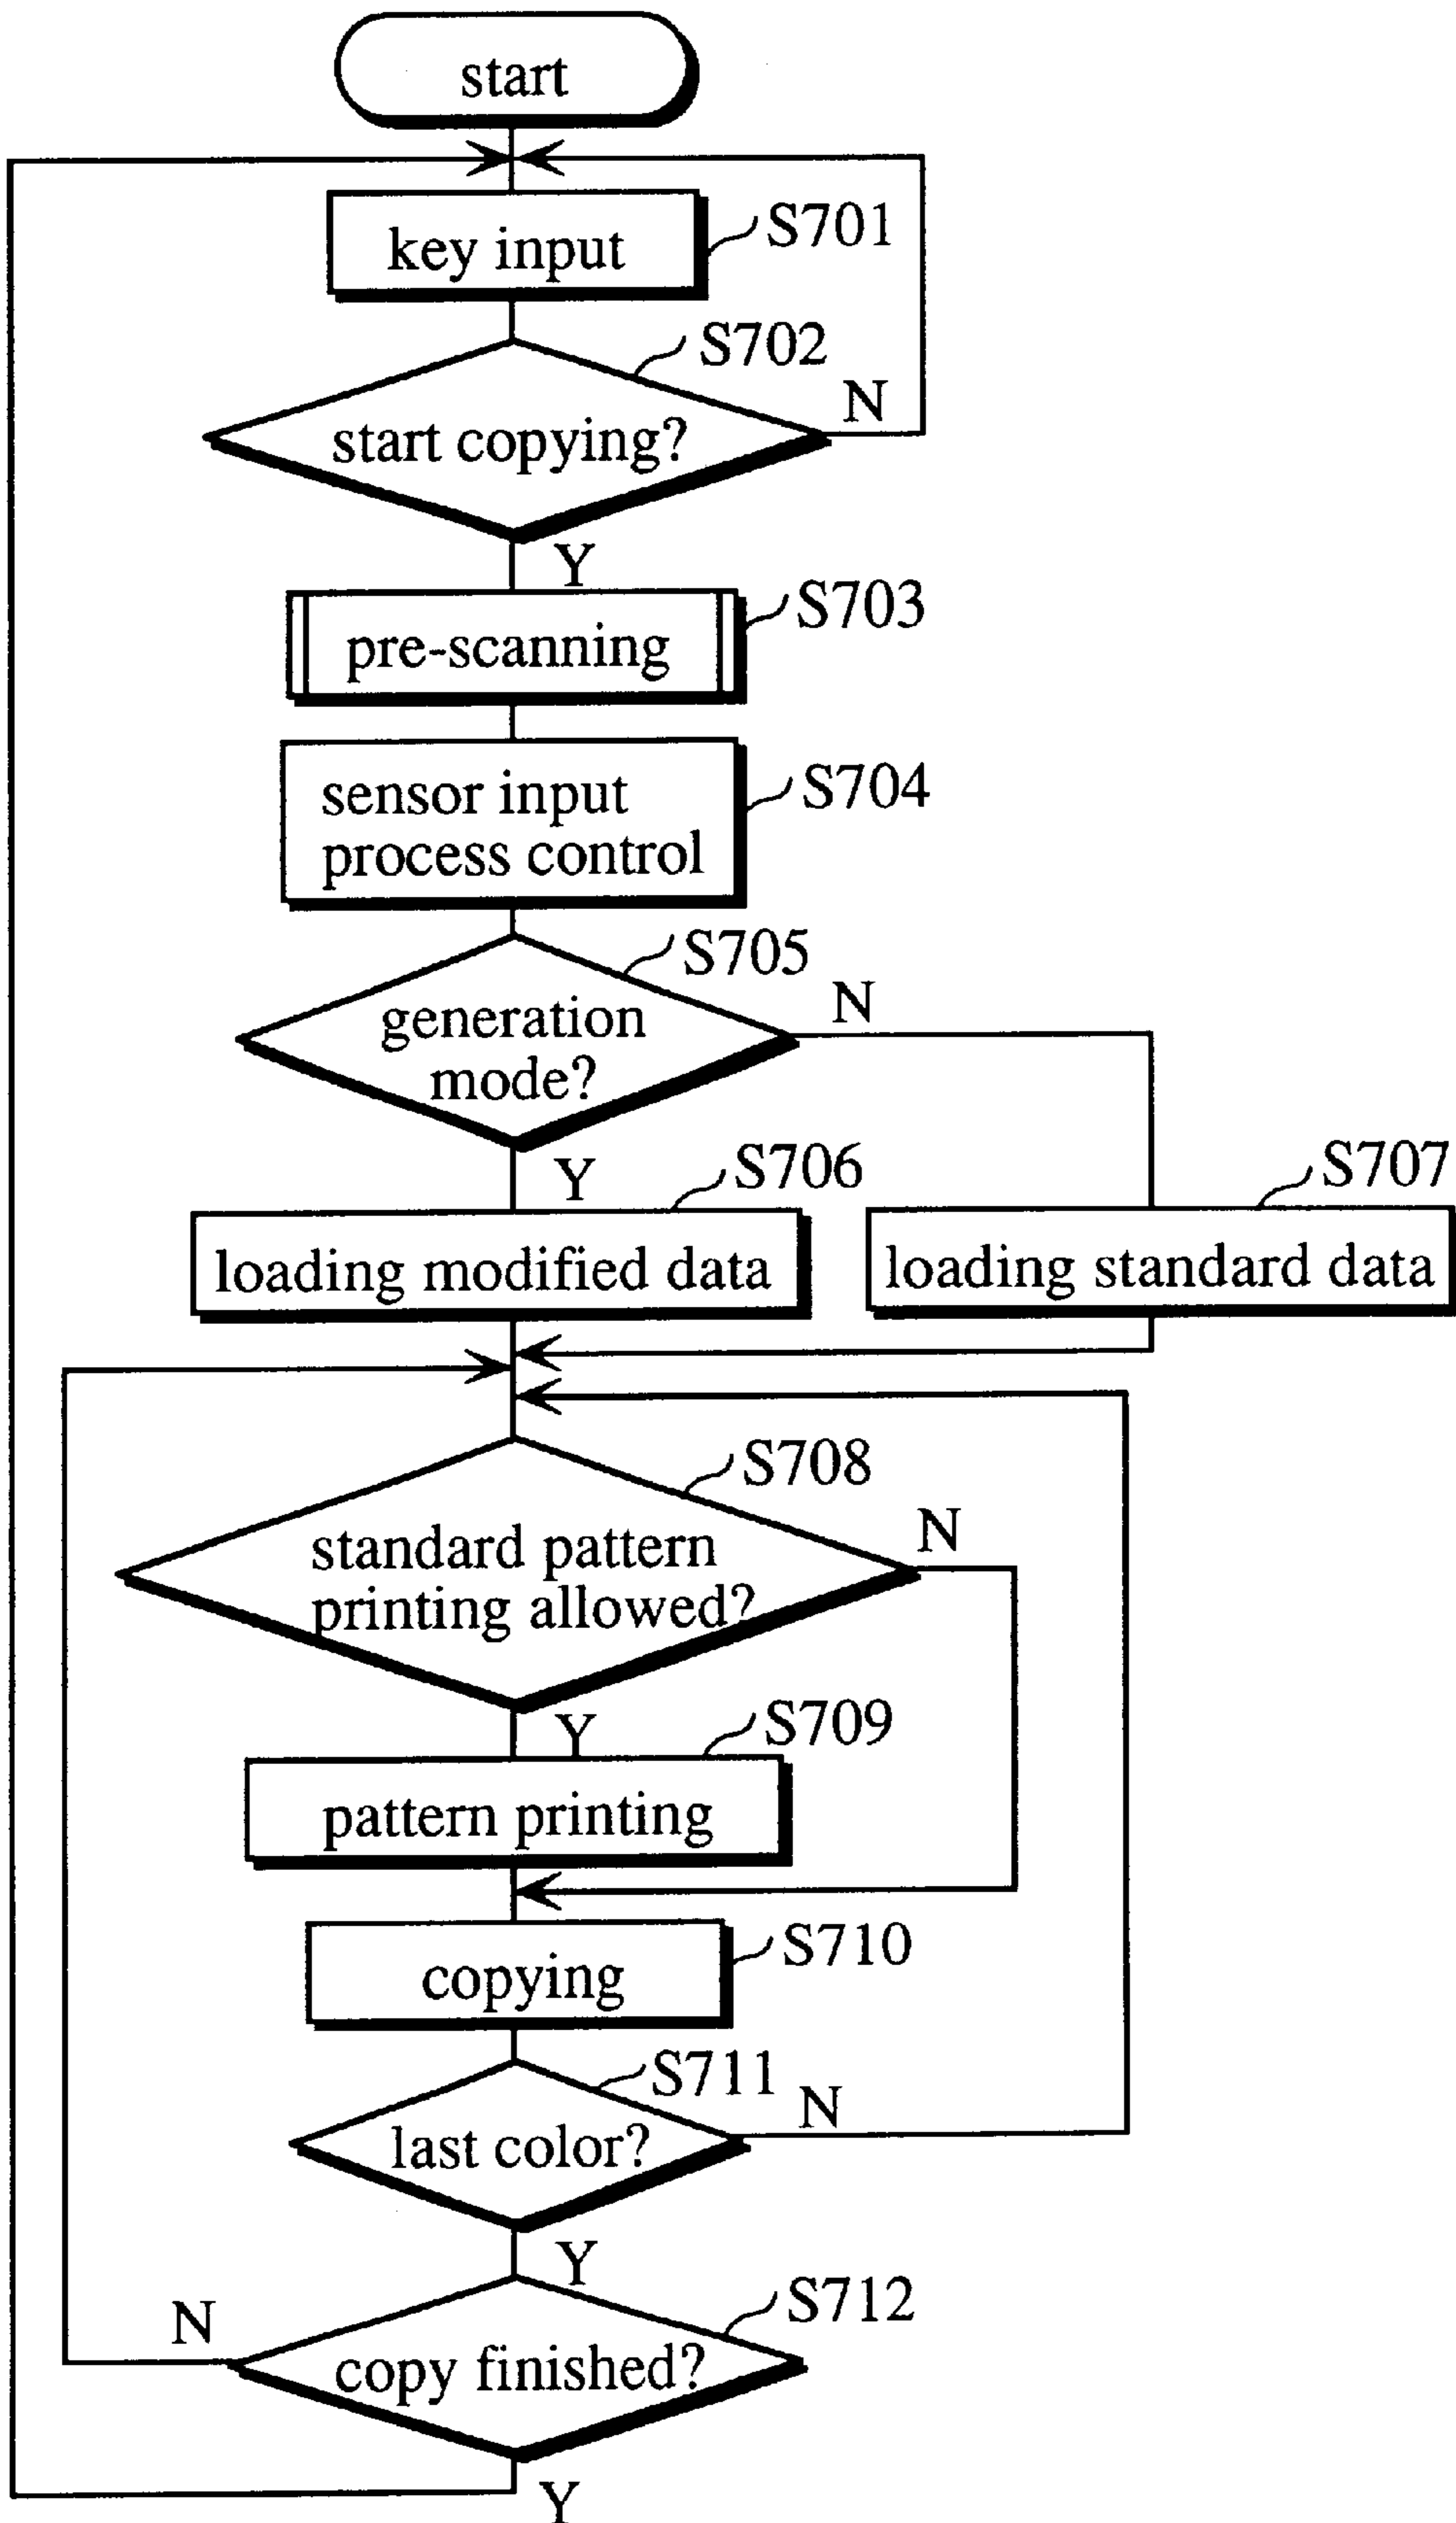 start
key input
S701
S702
start copying?
N
Y
pre-scanning
S703
sensor input
process control
S704
S705
generation
mode?
N
Y
S706
loading modified data
S707
loading standard data
S708
standard pattern
printing allowed?
N
Y
S709
pattern printing
S710
copying
S711
last color?
N
Y
S712
copy finished?
N
Y